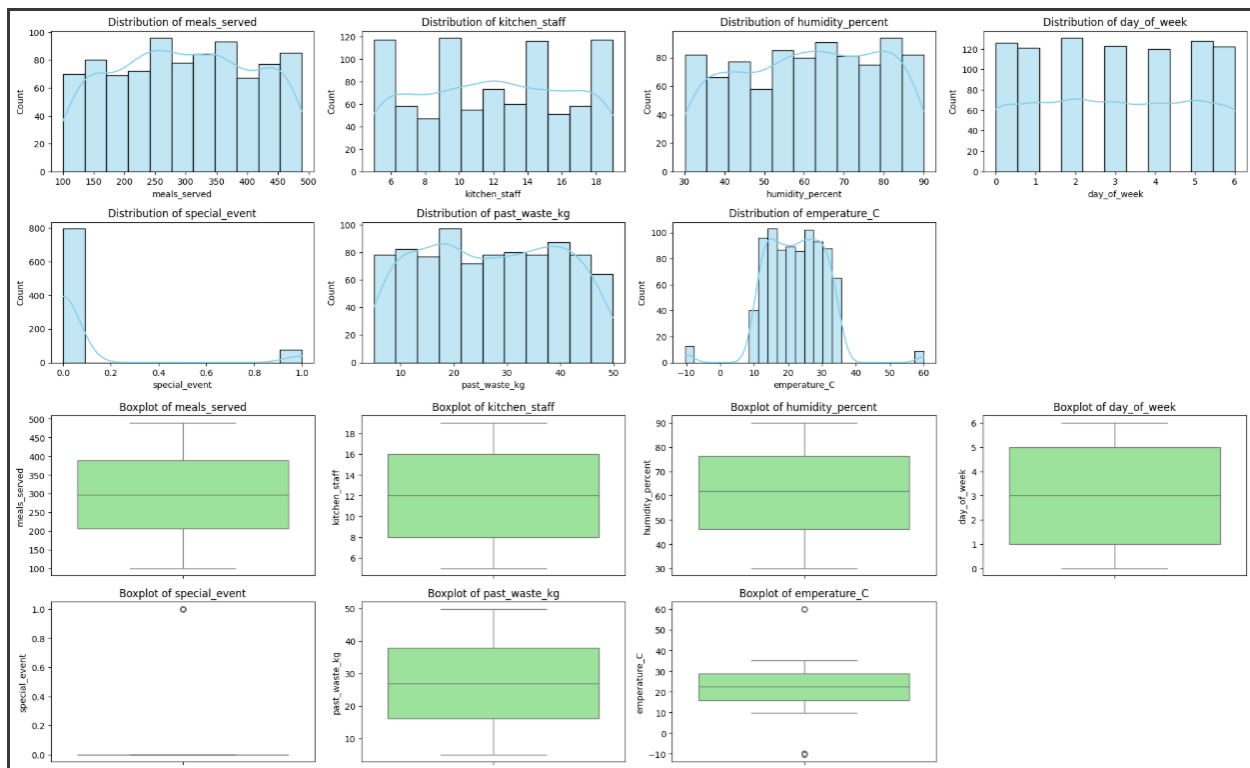 Distribution of meals_served
Distribution of kitchen_staff
Distribution of humidity_percent
Distribution of day_of_week
100
80
60
40
20
0
Count
100 150 200 250 300 350 400 450 500
meals_served
120
100
80
60
40
20
0
Count
6 8 10 12 14 16 18
kitchen_staff
80
60
40
20
0
Count
30 40 50 60 70 80 90
humidity_percent
120
100
80
60
40
20
0
Count
0 1 2 3 4 5 6
day_of_week
Distribution of special_event
Distribution of past_waste_kg
Distribution of emperature_C
800
600
400
200
0
Count
0.0 0.2 0.4 0.6 0.8 1.0
special_event
100
80
60
40
20
0
Count
10 20 30 40 50
past_waste_kg
100
80
60
40
20
0
Count
−10 0 10 20 30 40 50 60
emperature_C
Boxplot of meals_served
Boxplot of kitchen_staff
Boxplot of humidity_percent
Boxplot of day_of_week
500
450
400
350
300
250
200
150
100
meals_served
18
16
14
12
10
8
6
kitchen_staff
90
80
70
60
50
40
30
humidity_percent
6
5
4
3
2
1
0
day_of_week
Boxplot of special_event
Boxplot of past_waste_kg
Boxplot of emperature_C
1.0
0.8
0.6
0.4
0.2
0.0
special_event
50
40
30
20
10
past_waste_kg
60
50
40
30
20
10
0
−10
emperature_C